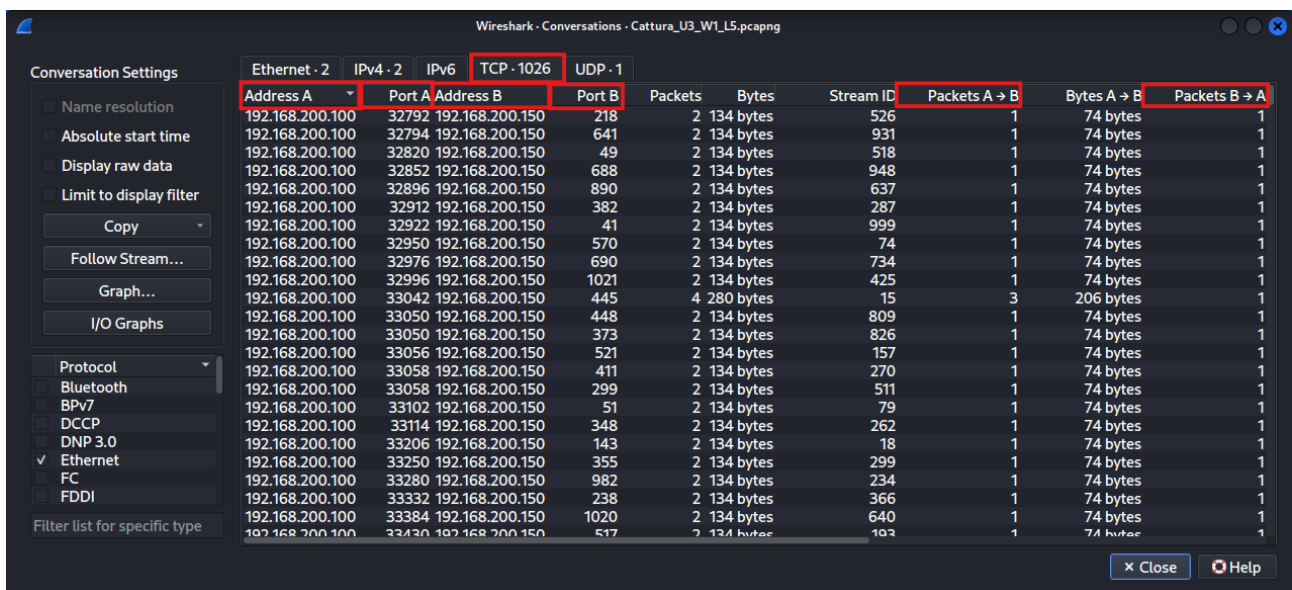 Wireshark · Conversations · Cattura_U3_W1_L5.pcapng
Conversation Settings
Name resolution
Absolute start time
Display raw data
Limit to display filter
Copy
Follow Stream...
Graph...
I/O Graphs
Protocol
Bluetooth
BPv7
DCCP
DNP 3.0
✓ Ethernet
FC
FDDI
Filter list for specific type
Ethernet · 2 IPv4 · 2 IPv6 TCP · 1026 UDP · 1
Address A Port A Address B Port B Packets Bytes Stream ID Packets A → B Bytes A → B Packets B → A
192.168.200.100 32792 192.168.200.150 218 2 134 bytes 526 1 74 bytes 1
192.168.200.100 32794 192.168.200.150 641 2 134 bytes 931 1 74 bytes 1
192.168.200.100 32820 192.168.200.150 49 2 134 bytes 518 1 74 bytes 1
192.168.200.100 32852 192.168.200.150 688 2 134 bytes 948 1 74 bytes 1
192.168.200.100 32896 192.168.200.150 890 2 134 bytes 637 1 74 bytes 1
192.168.200.100 32912 192.168.200.150 382 2 134 bytes 287 1 74 bytes 1
192.168.200.100 32922 192.168.200.150 41 2 134 bytes 999 1 74 bytes 1
192.168.200.100 32950 192.168.200.150 570 2 134 bytes 74 1 74 bytes 1
192.168.200.100 32976 192.168.200.150 690 2 134 bytes 734 1 74 bytes 1
192.168.200.100 32996 192.168.200.150 1021 2 134 bytes 425 1 74 bytes 1
192.168.200.100 33042 192.168.200.150 445 4 280 bytes 15 3 206 bytes 1
192.168.200.100 33050 192.168.200.150 448 2 134 bytes 809 1 74 bytes 1
192.168.200.100 33050 192.168.200.150 373 2 134 bytes 826 1 74 bytes 1
192.168.200.100 33056 192.168.200.150 521 2 134 bytes 157 1 74 bytes 1
192.168.200.100 33058 192.168.200.150 411 2 134 bytes 270 1 74 bytes 1
192.168.200.100 33058 192.168.200.150 299 2 134 bytes 511 1 74 bytes 1
192.168.200.100 33102 192.168.200.150 51 2 134 bytes 79 1 74 bytes 1
192.168.200.100 33114 192.168.200.150 348 2 134 bytes 262 1 74 bytes 1
192.168.200.100 33206 192.168.200.150 143 2 134 bytes 18 1 74 bytes 1
192.168.200.100 33250 192.168.200.150 355 2 134 bytes 299 1 74 bytes 1
192.168.200.100 33280 192.168.200.150 982 2 134 bytes 234 1 74 bytes 1
192.168.200.100 33332 192.168.200.150 238 2 134 bytes 366 1 74 bytes 1
192.168.200.100 33384 192.168.200.150 1020 2 134 bytes 640 1 74 bytes 1
192.168.200.100 33430 192.168.200.150 517 2 134 bytes 193 1 74 bytes 1
× Close Help